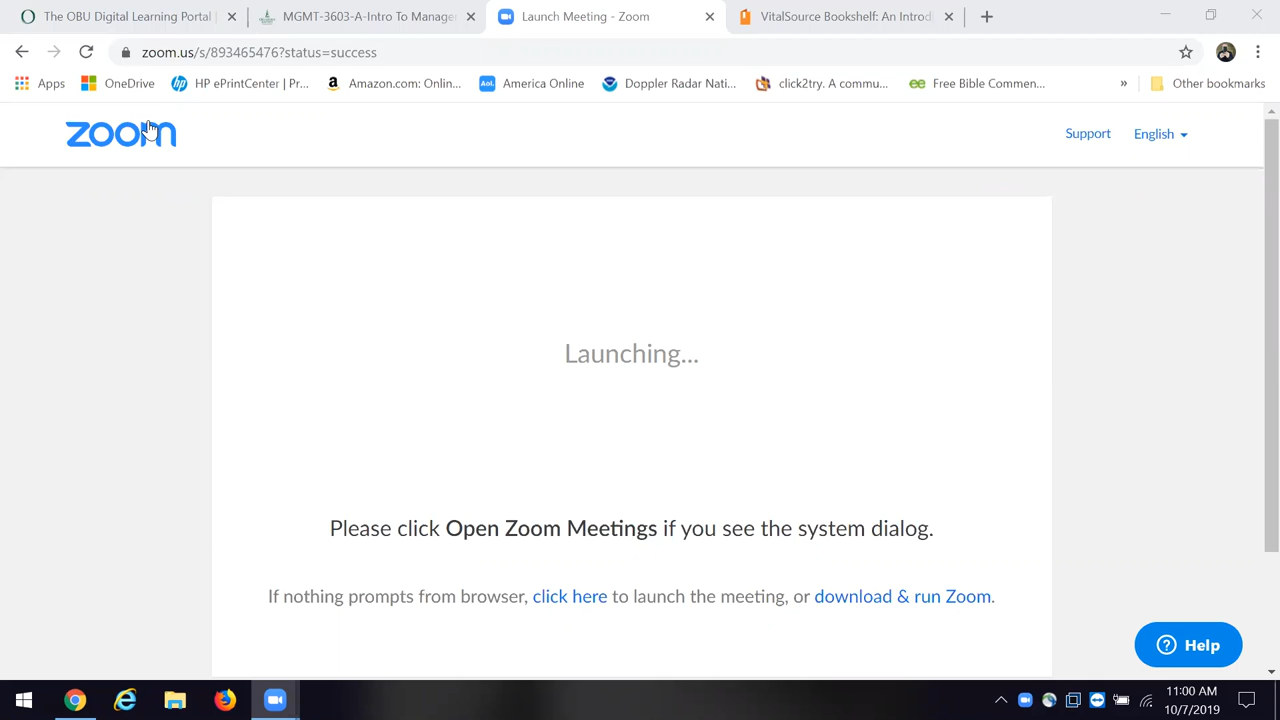 The OBU Digital Learning Portal
MGMT-3603-A-Intro To Manager
Launch Meeting - Zoom
VitalSource Bookshelf: An Introd
zoom.us/s/893465476?status=success
Apps
OneDrive
HP ePrintCenter | Pr...
Amazon.com: Onlin...
Aol.
America Online
Doppler Radar Nati...
click2try. A commu...
Free Bible Commen...
»
Other bookmarks
zoom
Support
English
Launching...
Please click Open Zoom Meetings if you see the system dialog.
If nothing prompts from browser, click here to launch the meeting, or download & run Zoom.
Help
11:00 AM
10/7/2019